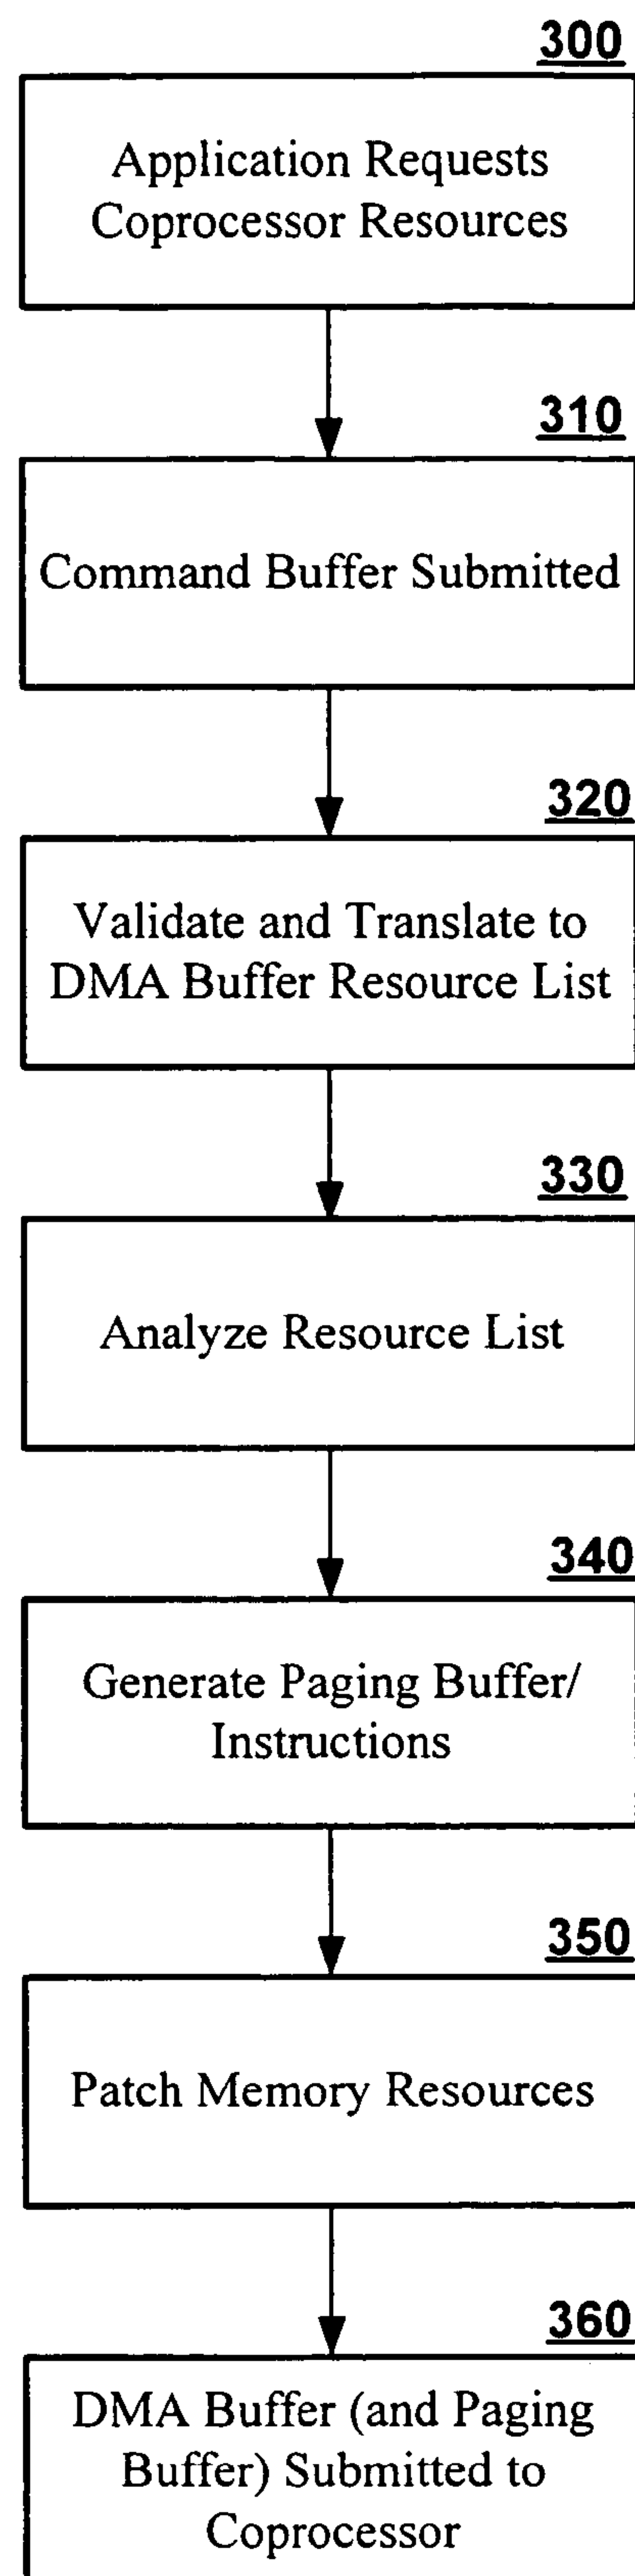 300
Application Requests
Coprocessor Resources
310
Command Buffer Submitted
320
Validate and Translate to
DMA Buffer Resource List
330
Analyze Resource List
340
Generate Paging Buffer/
Instructions
350
Patch Memory Resources
360
DMA Buffer (and Paging
Buffer) Submitted to
Coprocessor